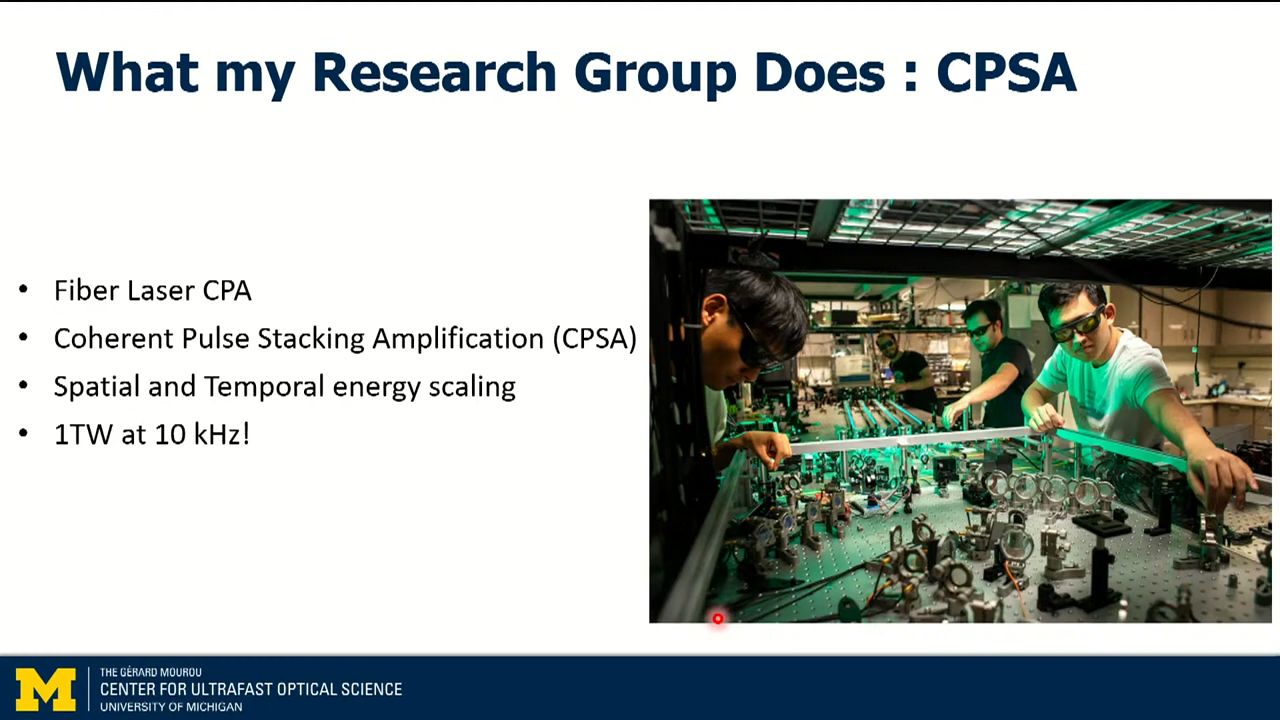 What my Research Group Does : CPSA
• Fiber Laser CPA
• Coherent Pulse Stacking Amplification (CPSA)
• Spatial and Temporal energy scaling
• 1TW at 10 kHz!
M
THE GÉRARD MOUROU
CENTER FOR ULTRAFAST OPTICAL SCIENCE
UNIVERSITY OF MICHIGAN